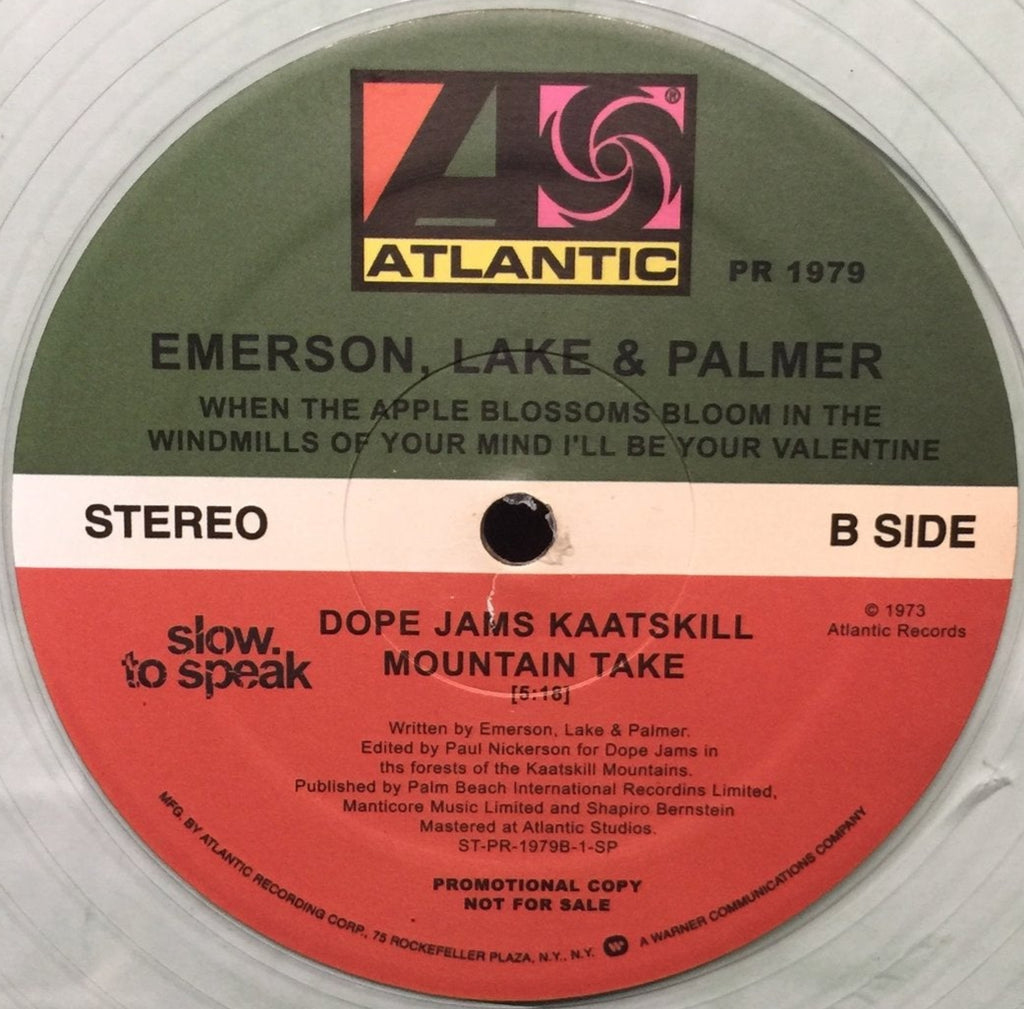 ®
ATLANTIC
PR 1979
EMERSON, LAKE & PALMER
WHEN THE APPLE BLOSSOMS BLOOM IN THE
WINDMILLS OF YOUR MIND I'LL BE YOUR VALENTINE
STEREO
B SIDE
© 1973
Atlantic Records
slow.
to speak
DOPE JAMS KAATSKILL
MOUNTAIN TAKE
[5:18]
Written by Emerson, Lake & Palmer.
Edited by Paul Nickerson for Dope Jams in
ths forests of the Kaatskill Mountains.
Published by Palm Beach International Recordins Limited,
Manticore Music Limited and Shapiro Bernstein
Mastered at Atlantic Studios.
ST-PR-1979B-1-SP
PROMOTIONAL COPY
NOT FOR SALE
MFG. BY ATLANTIC RECORDING CORP., 75 ROCKEFELLER PLAZA, N.Y., N.Y. W A WARNER COMMUNICATIONS COMPANY